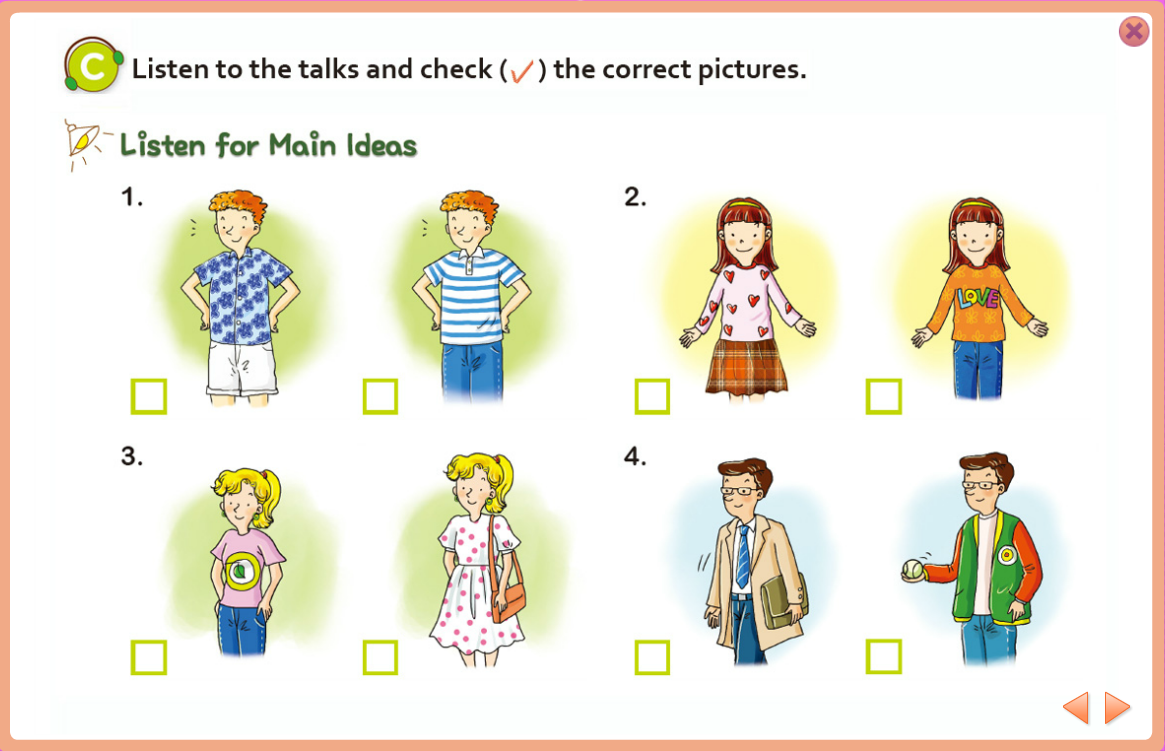 C Listen to the talks and check (✓) the correct pictures.
Listen for Main Ideas
1.
2.
LOVE
3.
4.